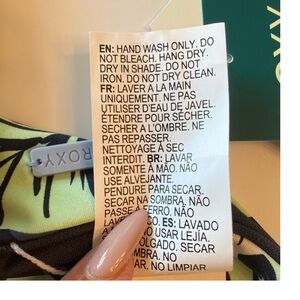 EN: HAND WASH ONLY. DO
NOT BLEACH. HANG DRY.
DRY IN SHADE. DO NOT
IRON. DO NOT DRY CLEAN.
FR: LAVER A LA MAIN
UNIQUEMENT. NE PAS
UTILISER D'EAU DE JAVEL.
ÉTENDRE POUR SÉCHER.
SÉCHER A L'OMBRE. NE
PAS REPASSER.
NETTOYAGE A SEC
INTERDIT. BR: LAVAR
SOMENTE À MÃO. NÃO
USE ALVEJANTE.
PENDURE PARA SECAR.
SECAR NA SOMBRA. NÃO
PASSE A FERRO. NÃO
ES: LAVADO
A USAR LEJÍA.
COLGADO. SECAR
SOMBRA. NO
AR. NO LIMPIAR
ROXY